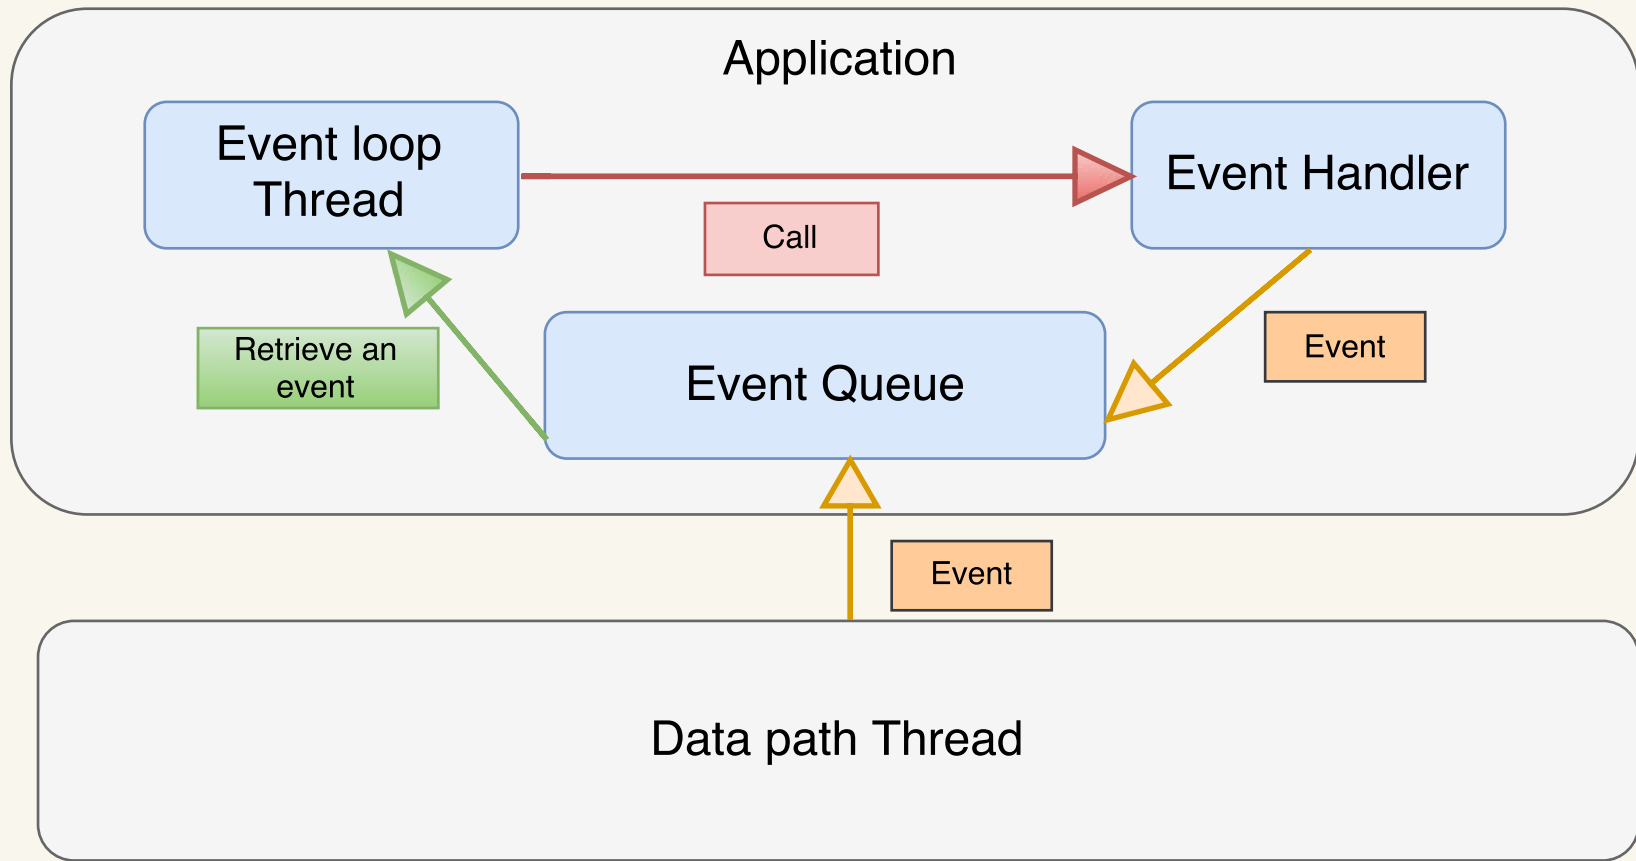 Application
Event loop
Thread
Event Handler
Call
Retrieve an
event
Event Queue
Event
Event
Data path Thread